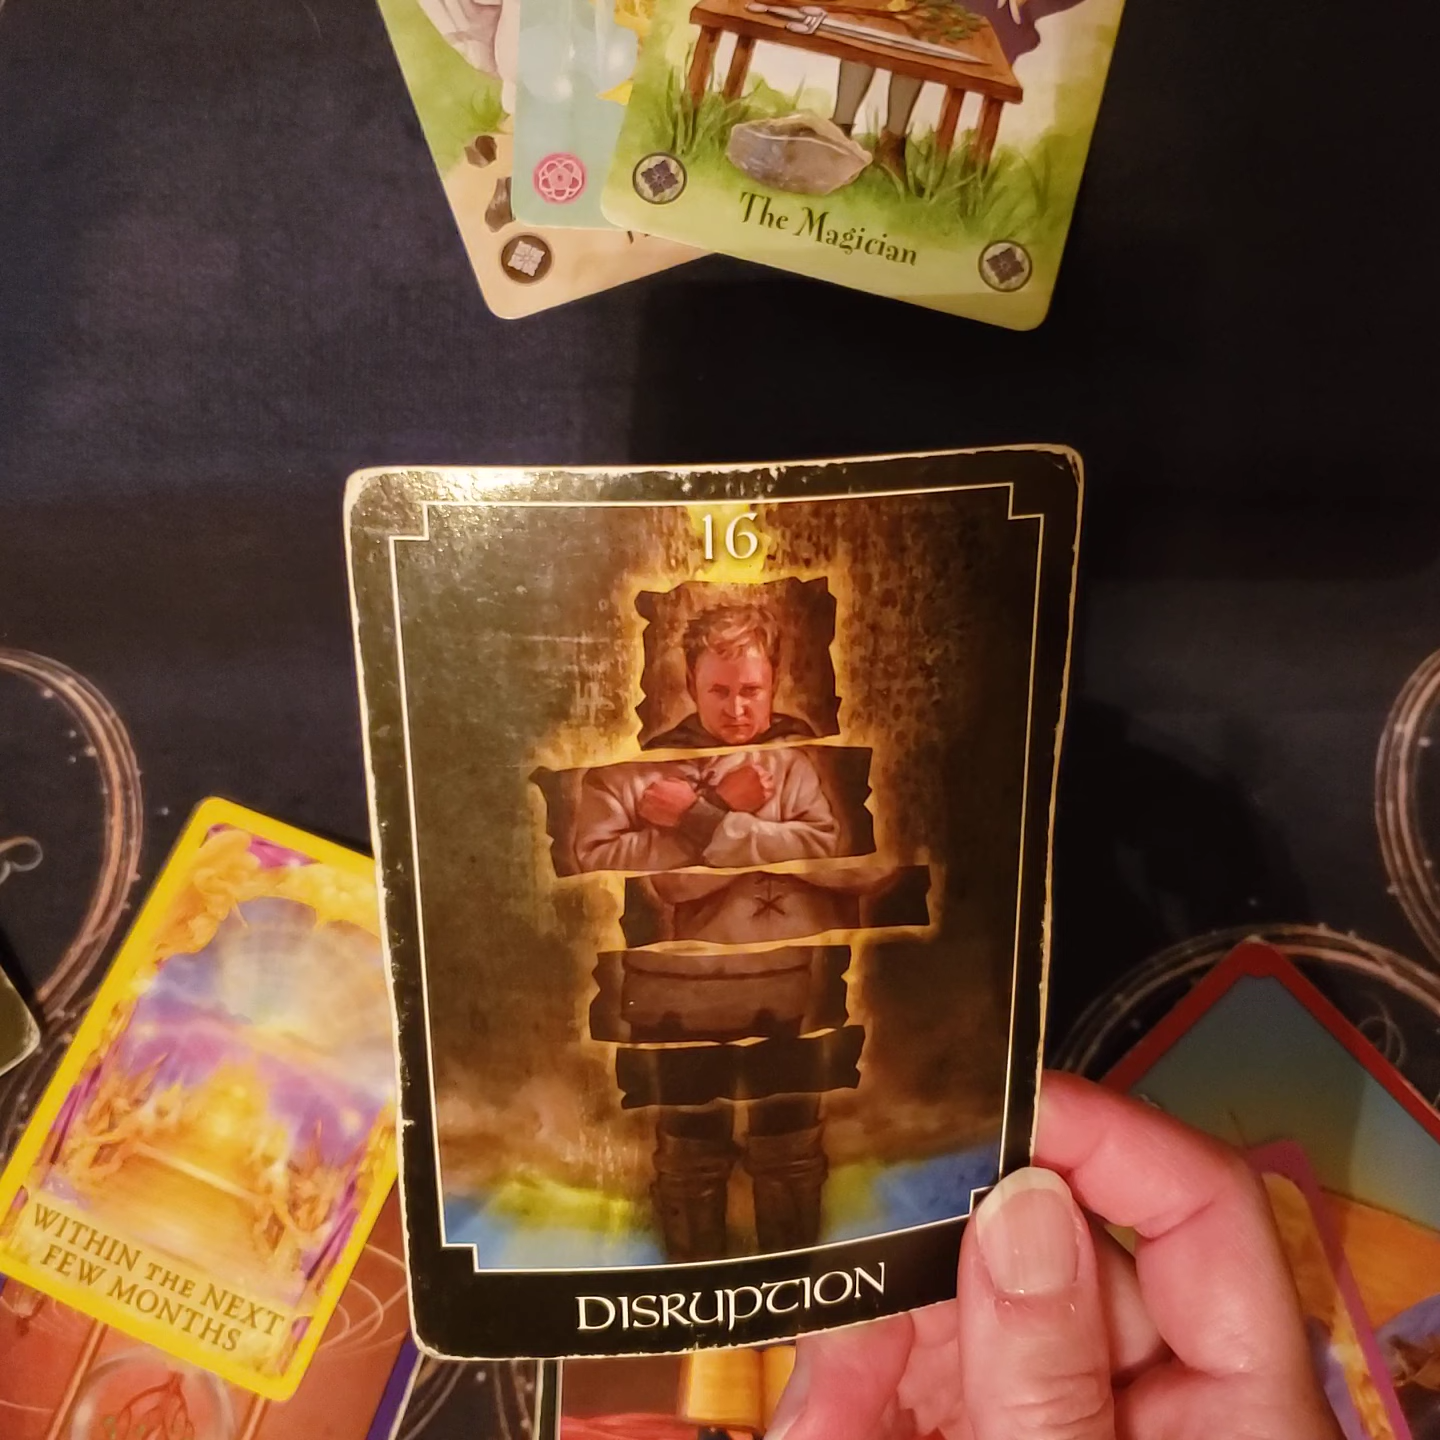 The Magician
16
DISRUPTION
WITHIN THE NEXT
FEW MONTHS